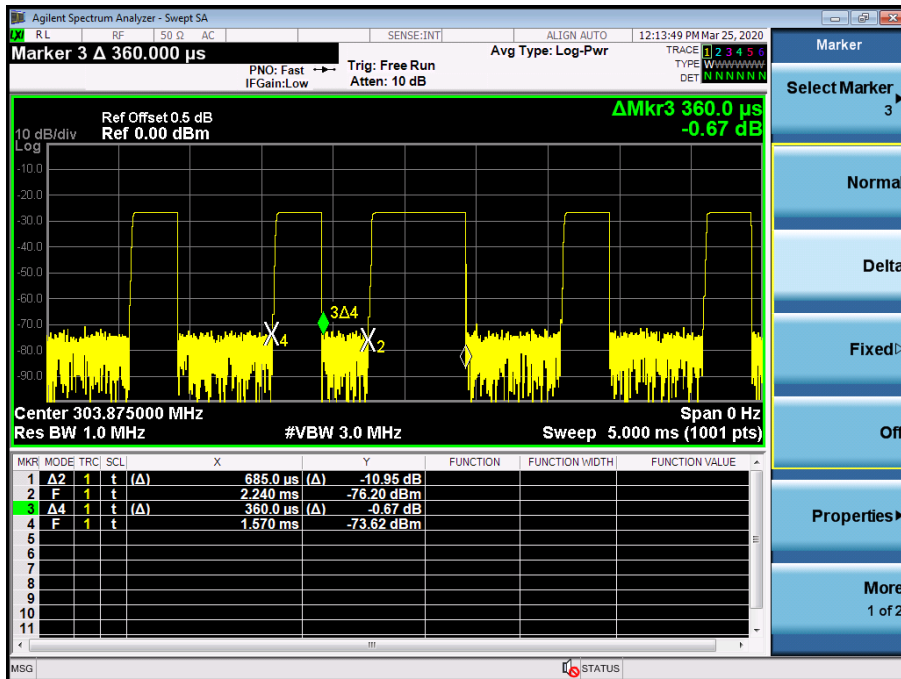 Agilent Spectrum Analyzer - Swept SA
LXI RL RF 50 Ω AC SENSE:INT ALIGN AUTO 12:13:49 PM Mar 25, 2020
Marker 3 Δ 360.000 µs
PNO: Fast
IFGain:Low
Trig: Free Run
Atten: 10 dB
Avg Type: Log-Pwr
TRACE 1 2 3 4 5 6
TYPE WWWWWW
DET N N N N N N
ΔMkr3 360.0 µs
-0.67 dB
Ref Offset 0.5 dB
10 dB/div Ref 0.00 dBm
Log
-10.0
-20.0
-30.0
-40.0
-50.0
-60.0
-70.0
-80.0
-90.0
3Δ4
4
2
Center 303.875000 MHz Span 0 Hz
Res BW 1.0 MHz #VBW 3.0 MHz Sweep 5.000 ms (1001 pts)
MKR MODE TRC SCL X Y FUNCTION FUNCTION WIDTH FUNCTION VALUE
1 Δ2 1 t (Δ) 685.0 µs (Δ) -10.95 dB
2 F 1 t 2.240 ms -76.20 dBm
3 Δ4 1 t (Δ) 360.0 µs (Δ) -0.67 dB
4 F 1 t 1.570 ms -73.62 dBm
5
6
7
8
9
10
11
MSG STATUS
Marker
Select Marker
3
Norma
Delta
Fixed
Off
Properties
More
1 of 2